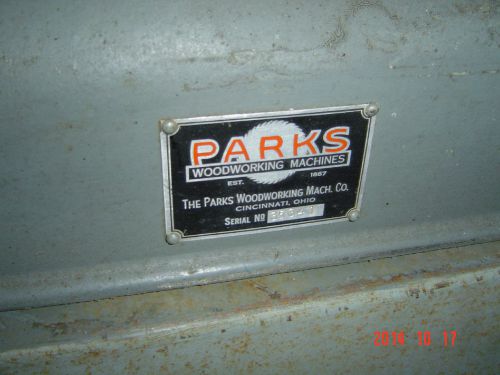 PARKS
WOODWORKING MACHINES
EST. 1887
THE PARKS WOODWORKING MACH. CO.
CINCINNATI, OHIO
SERIAL NO
2014 10 17